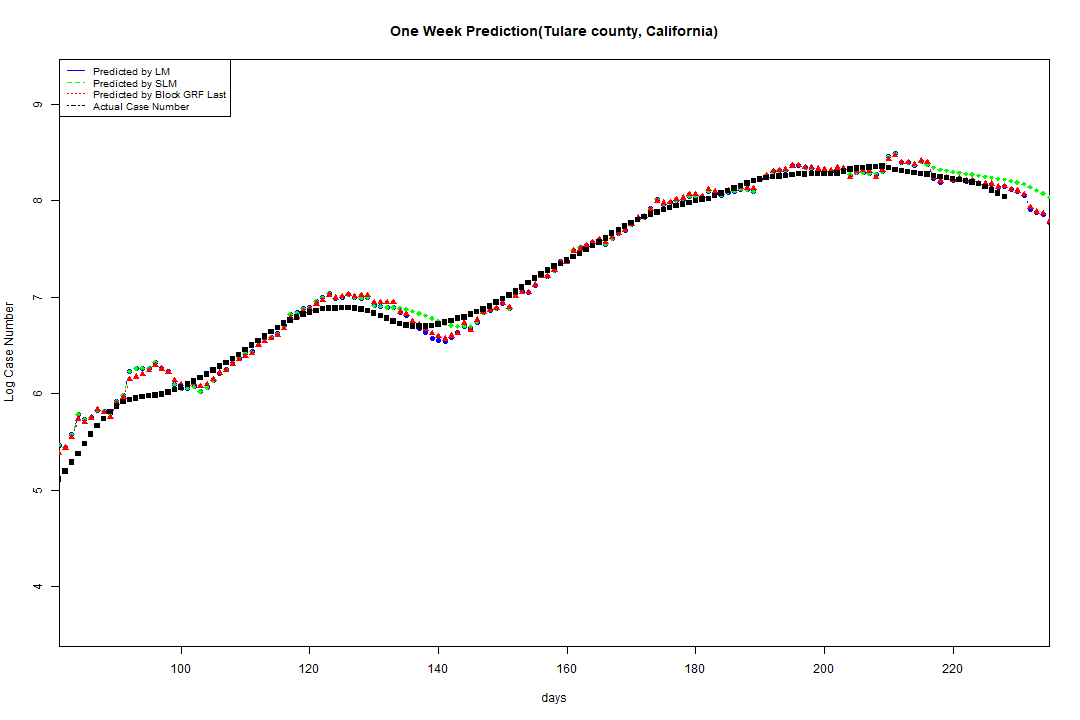 One Week Prediction(Tulare county, California)
Predicted by LM
Predicted by SLM
Predicted by Block GRF Last
Actual Case Number
9
8
7
6
5
4
Log Case Number
100 120 140 160 180 200 220
days